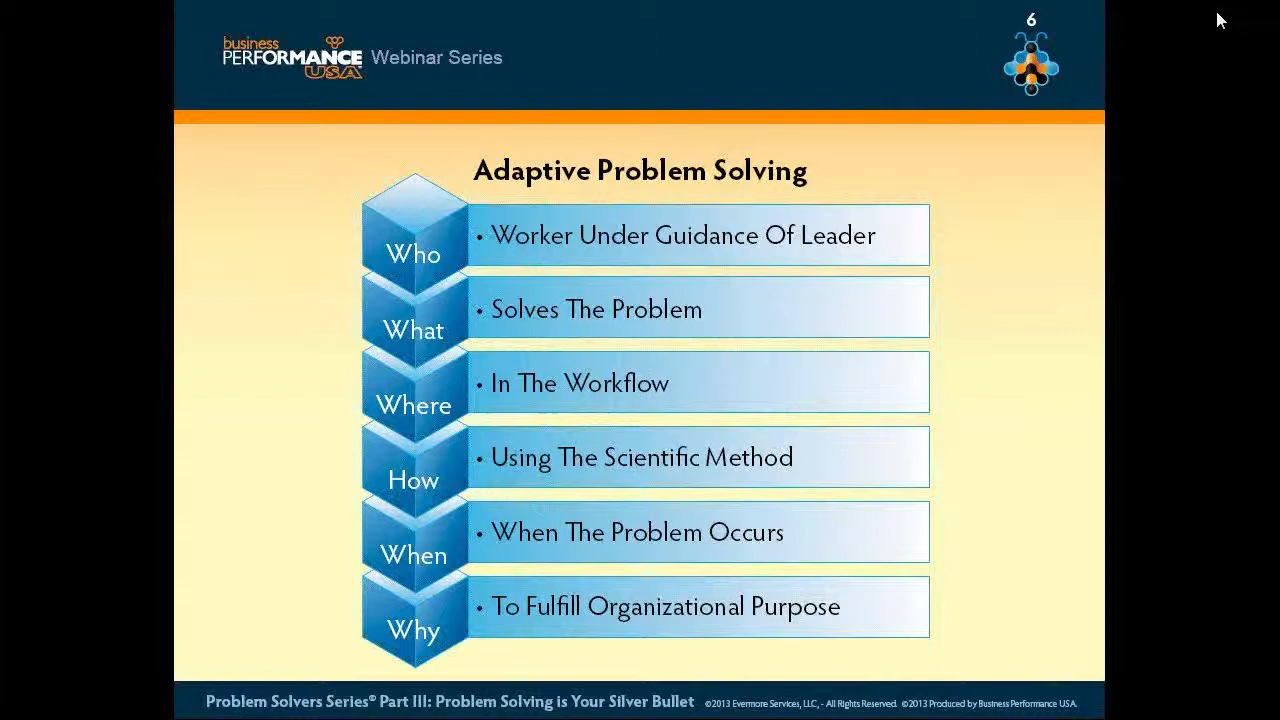 6
business
PERFORMANCE
USA
Webinar Series
Adaptive Problem Solving
Who
• Worker Under Guidance Of Leader
What
• Solves The Problem
Where
• In The Workflow
How
• Using The Scientific Method
When
• When The Problem Occurs
Why
• To Fulfill Organizational Purpose
Problem Solvers Series© Part III: Problem Solving is Your Silver Bullet ©2013 Evermore Services, LLC, - All Rights Reserved. ©2013 Produced by Business Performance USA.